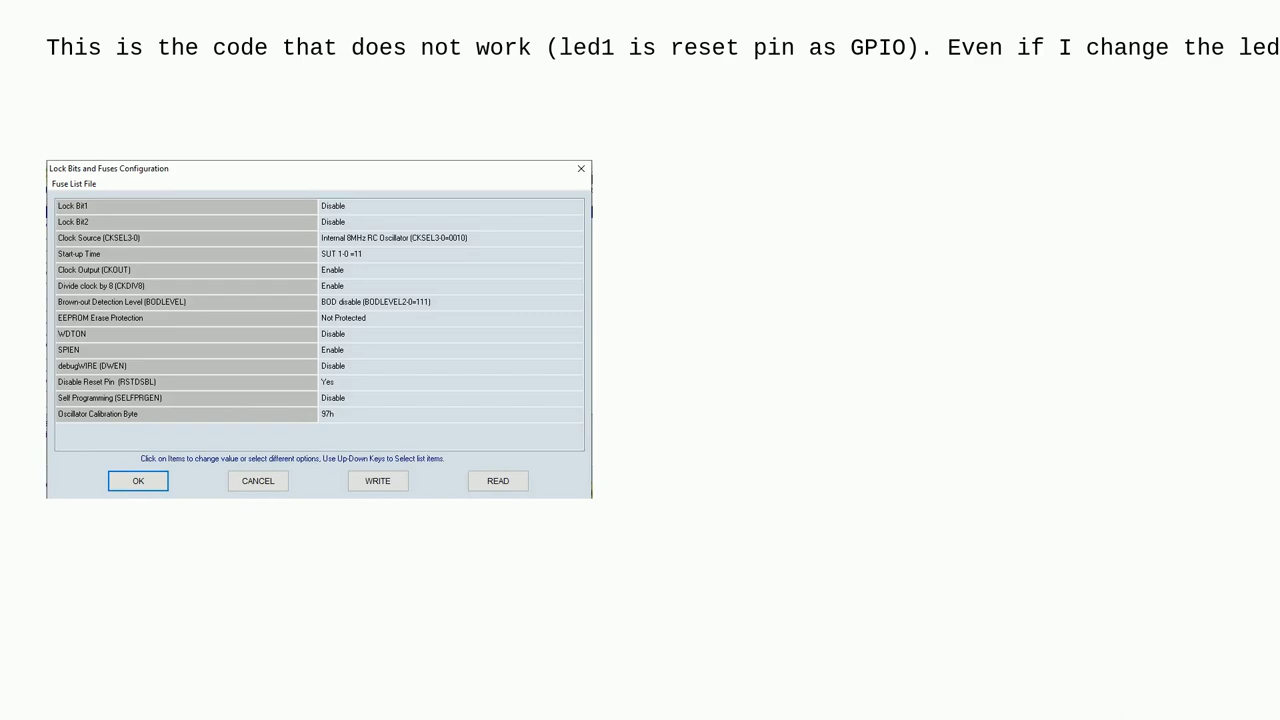 This is the code that does not work (led1 is reset pin as GPIO). Even if I change the led
Lock Bits and Fuses Configuration
Fuse List File
Lock Bit1 Disable
Lock Bit2 Disable
Clock Source (CKSEL3-0) Internal 8MHz RC Oscillator (CKSEL3-0=0010)
Start-up Time SUT 1-0 =11
Clock Output (CKOUT) Enable
Divide clock by 8 (CKDIV8) Enable
Brown-out Detection Level (BODLEVEL) BOD disable (BODLEVEL2-0=111)
EEPROM Erase Protection Not Protected
WDTON Disable
SPIEN Enable
debugWIRE (DWEN) Disable
Disable Reset Pin (RSTDSBL) Yes
Self Programming (SELFPRGEN) Disable
Oscillator Calibration Byte 97h
Click on Items to change value or select different options, Use Up-Down Keys to Select list items.
OK CANCEL WRITE READ